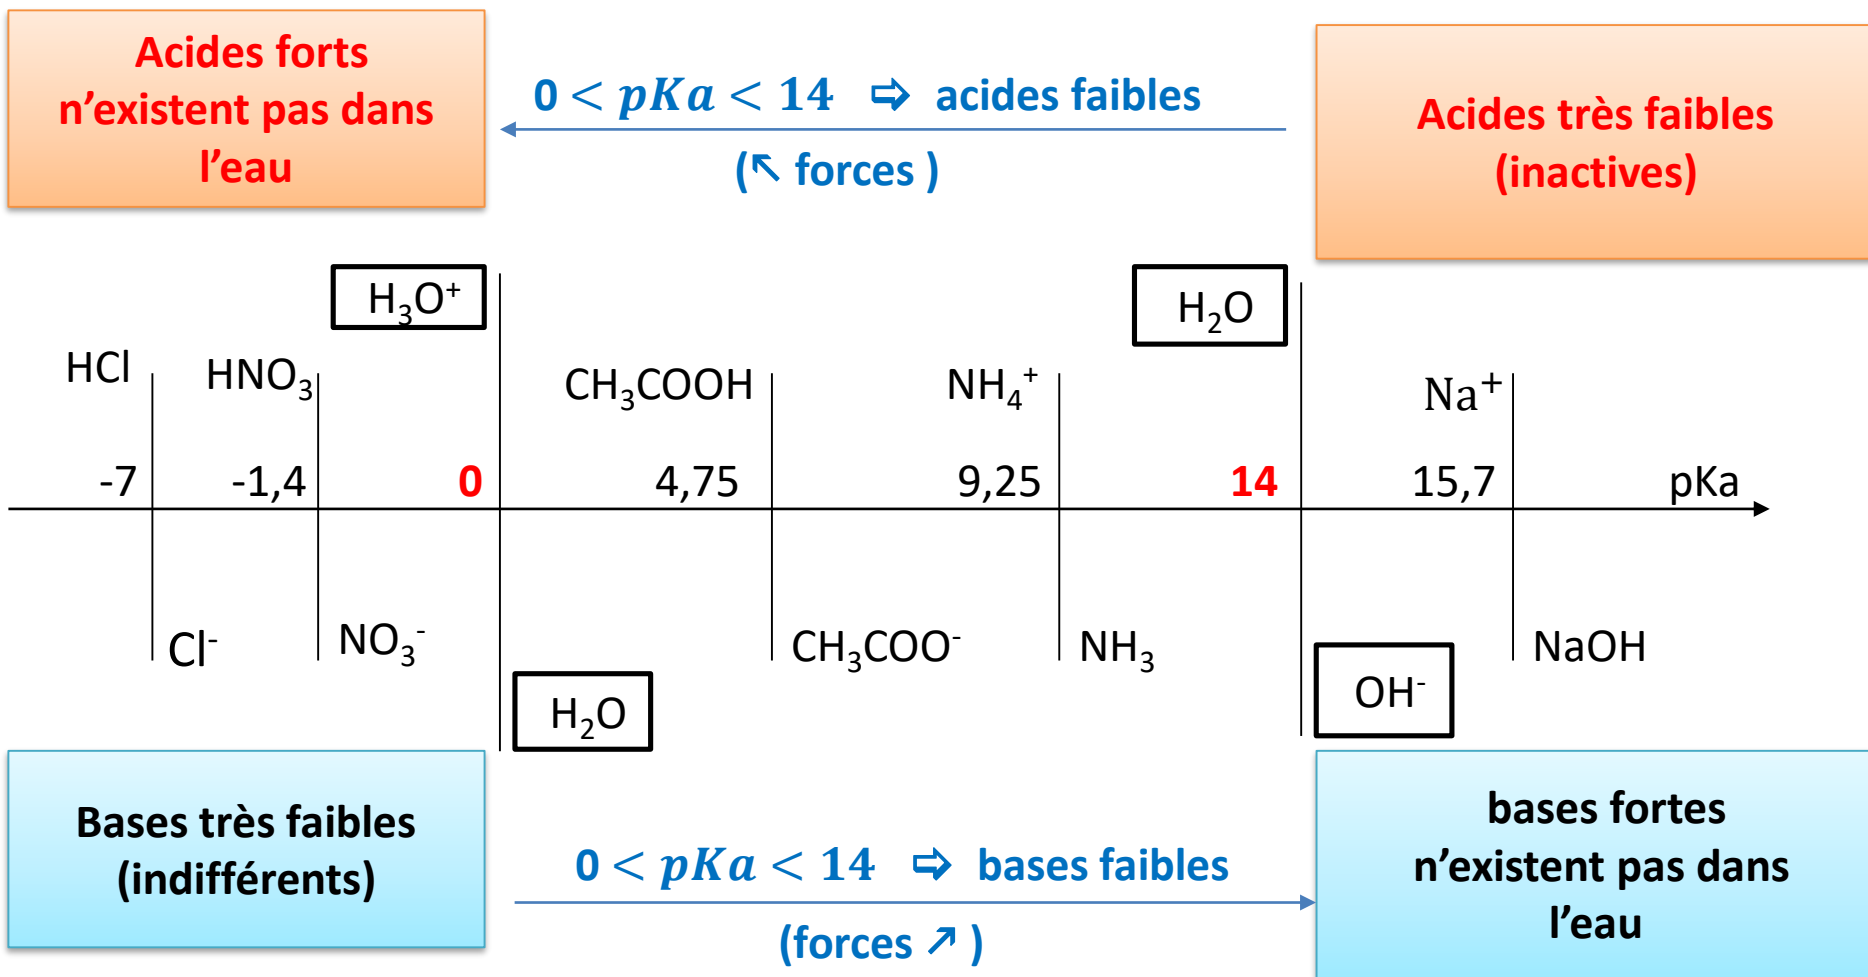 Acides forts
n’existent pas dans
l’eau
0 < pKa < 14 ⇨ acides faibles
(↖ forces )
Acides très faibles
(inactives)
H₃O⁺
H₂O
HCl
HNO₃
CH₃COOH
NH₄⁺
Na⁺
-7
-1,4
0
4,75
9,25
14
15,7
pKa
Cl⁻
NO₃⁻
CH₃COO⁻
NH₃
NaOH
H₂O
OH⁻
Bases très faibles
(indifférents)
0 < pKa < 14 ⇨ bases faibles
(forces ↗ )
bases fortes
n’existent pas dans
l’eau